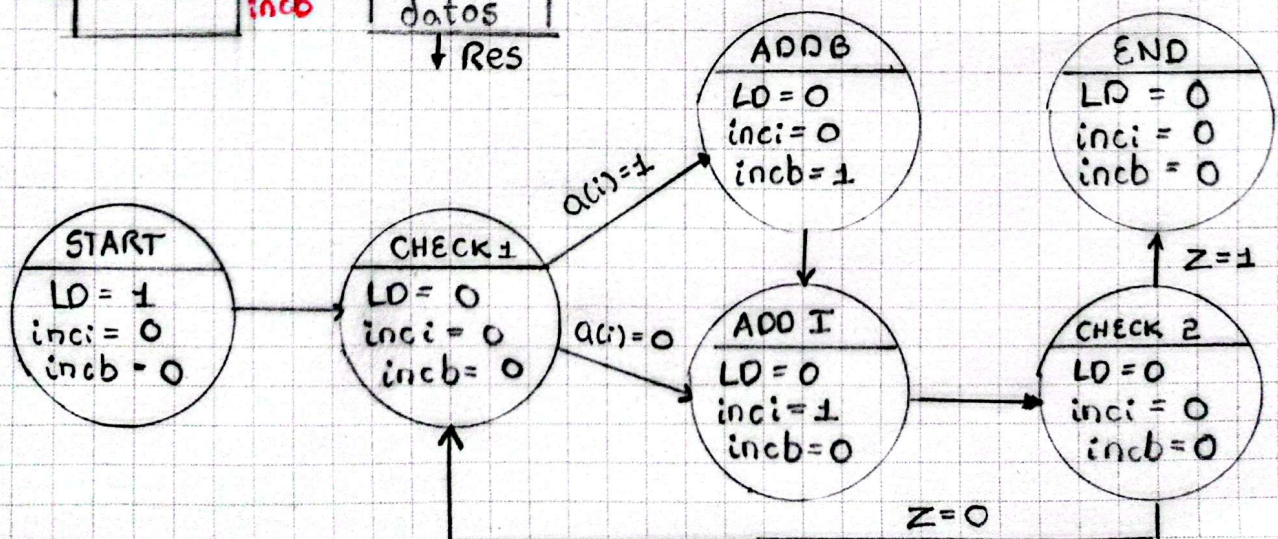 incb
datos
Res
ADDB
LD = 0
inci = 0
incb = 1
END
LD = 0
inci = 0
incb = 0
a(i)=1
START
LD = 1
inci = 0
incb = 0
CHECK 1
LD = 0
inci = 0
incb = 0
a(i)=0
ADD I
LD = 0
inci = 1
incb = 0
Z=1
CHECK 2
LD = 0
inci = 0
incb = 0
Z=0